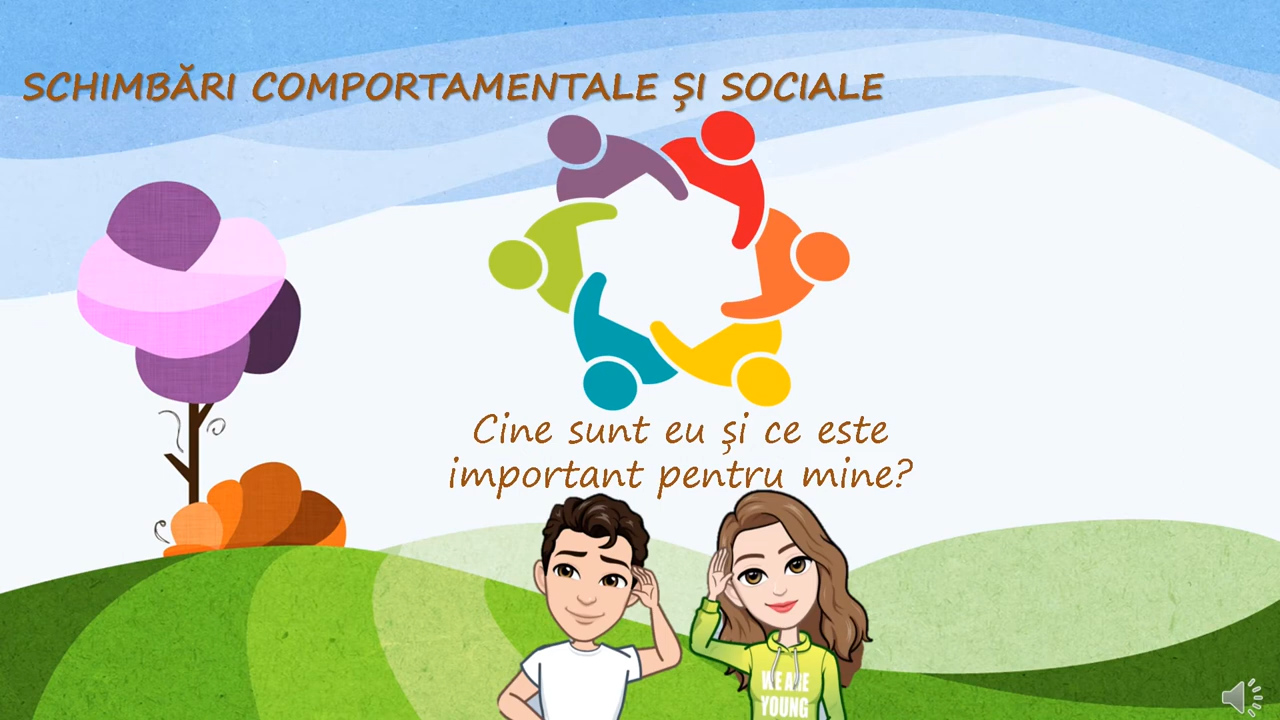 SCHIMBĂRI COMPORTAMENTALE ȘI SOCIALE
Cine sunt eu și ce este
important pentru mine?
WE ARE
YOUNG